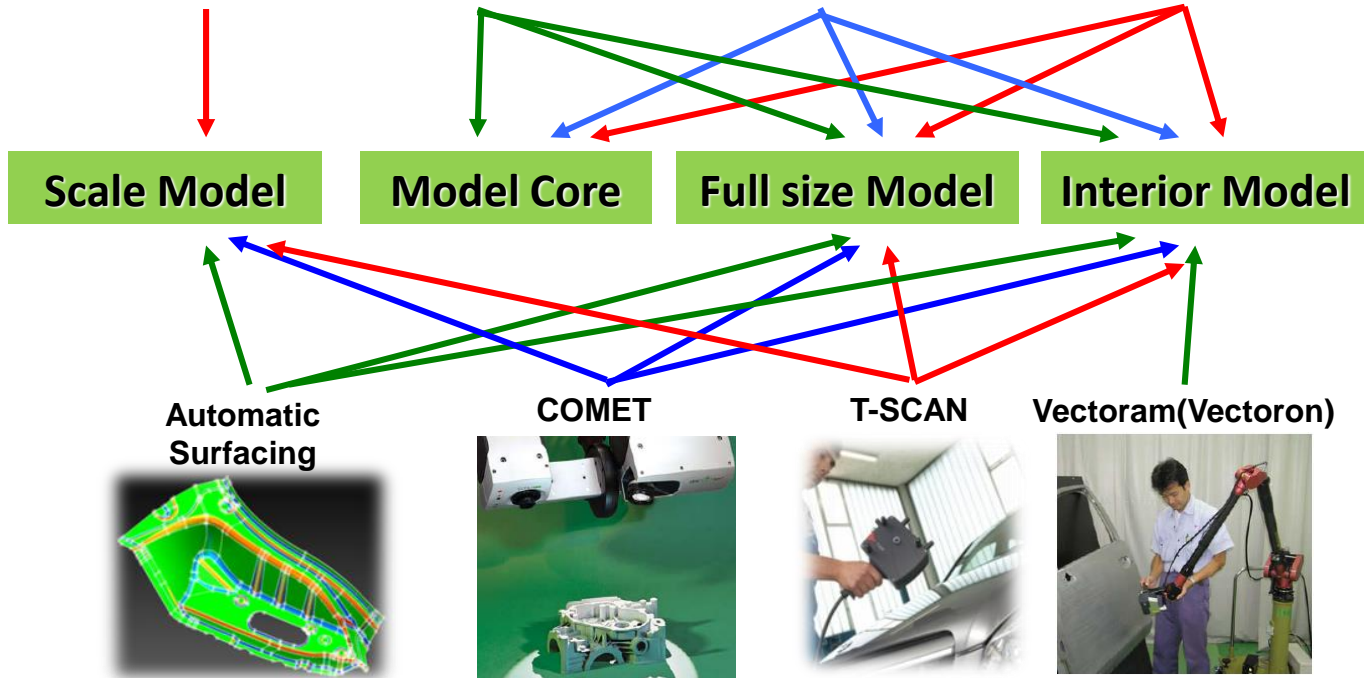 Scale Model
Model Core
Full size Model
Interior Model
Automatic
Surfacing
COMET
T-SCAN
Vectoram(Vectoron)